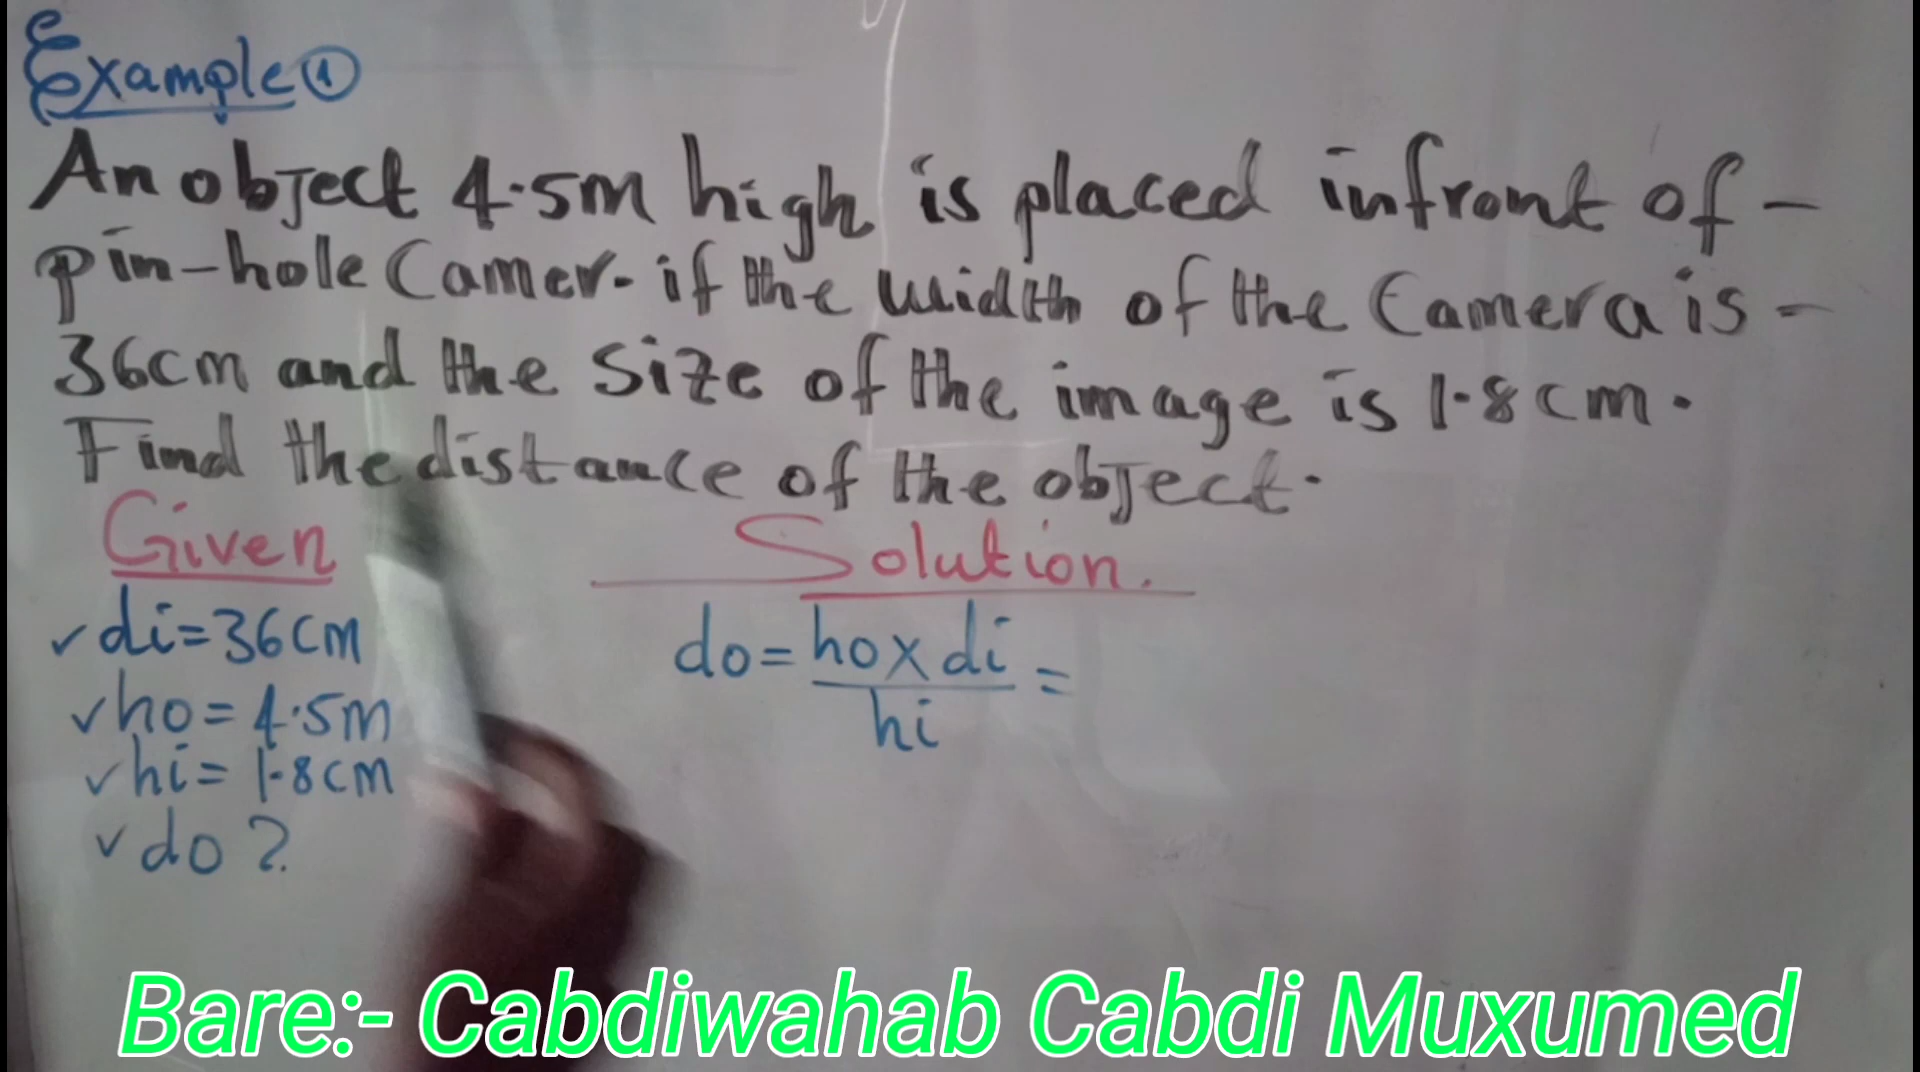 Example 1
An object 4.5m high is placed infront of -
pin-hole Camer. if the width of the Camera is -
36cm and the Size of the image is 1.8cm.
Find the distance of the object.
Given
✓ di = 36cm
✓ ho = 4.5m
✓ hi = 1.8cm
✓ do ?
Solution.
do = ho x di =
hi
Bare:- Cabdiwahab Cabdi Muxumed